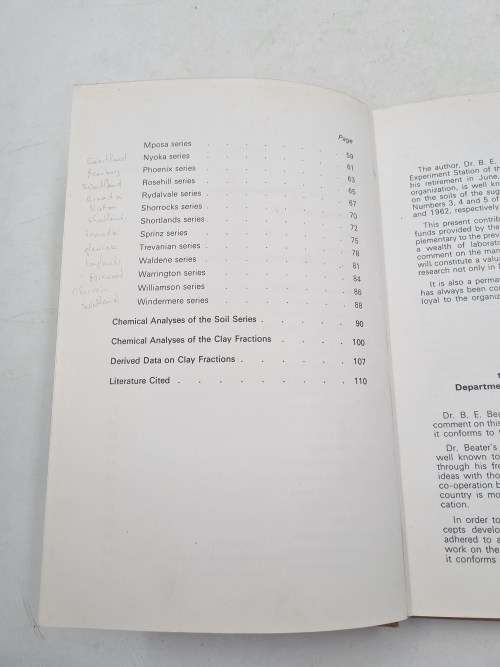 Page
Mposa series . . . . . . 59
Nyoka series . . . . . . 61
Phoenix series . . . . . . 63
Rosehill series . . . . . . 65
Rydalvale series . . . . . . 67
Shorrocks series . . . . . . 70
Shortlands series . . . . . . 72
Sprinz series . . . . . . 75
Trevanian series . . . . . . 78
Waldene series . . . . . . 81
Warrington series . . . . . . 84
Williamson series . . . . . . 86
Windermere series . . . . . . 88
Chemical Analyses of the Soil Series . . . . . 90
Chemical Analyses of the Clay Fractions . . . . 100
Derived Data on Clay Fractions . . . . . . 107
Literature Cited . . . . . . . . . 110
The author, Dr. B. E.
Experiment Station of th
his retirement in June,
organization, is well know
on the soils of the sug
Numbers 3, 4 and 5 of
and 1962, respectively
This present contrib
funds provided by the
plementary to the prev
a wealth of laborato
comment on the man
will constitute a valua
research not only in
It is also a perma
has always been co
loyal to the organiz
Departme
Dr. B. E. Bea
comment on this
it conforms to
Dr. Beater's
well known to
through his fre
ideas with tho
co-operation b
country is mo
cation.
In order to
cepts develo
adhered to a
work on the
it conforms